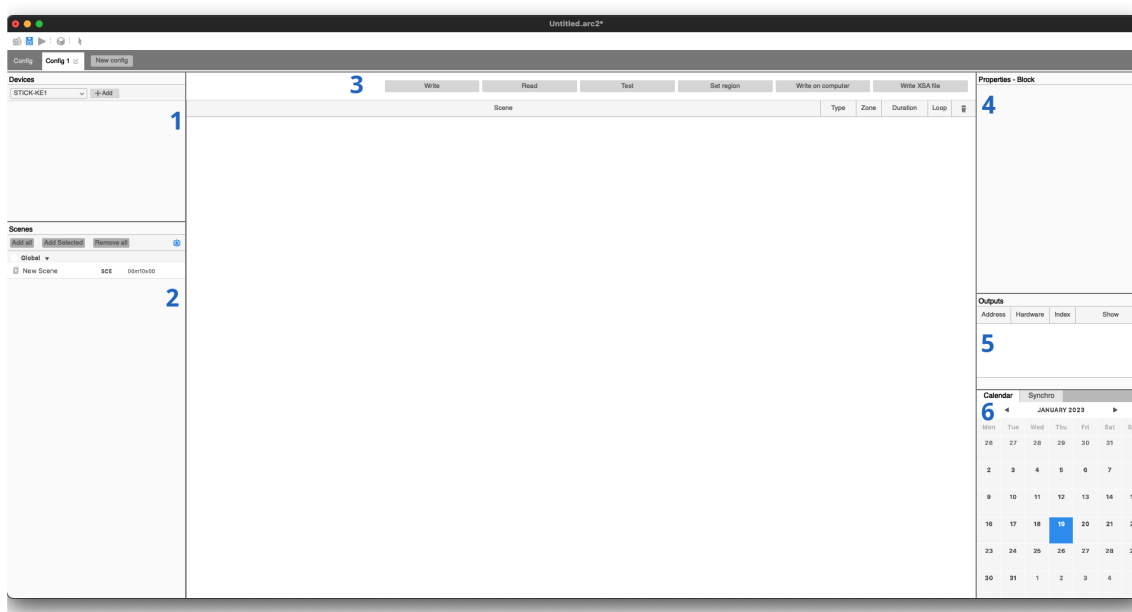 Untitled.arc2*
Config Config 1 New config
Devices
STICK-KE1 + Add
1
Scenes
Add all Add Selected Remove all
Global
New Scene SCE 00m10s00
2
3 Write Read Test Set region Write on computer Write XSA file
Scene Type Zone Duration Loop
Properties - Block
4
Outputs
Address Hardware Index Show
5
Calendar Synchro
6 JANUARY 2023
Mon Tue Wed Thu Fri Sat S
26 27 28 29 30 31
2 3 4 5 6 7
9 10 11 12 13 14 1
16 17 18 19 20 21 2
23 24 25 26 27 28 2
30 31 1 2 3 4